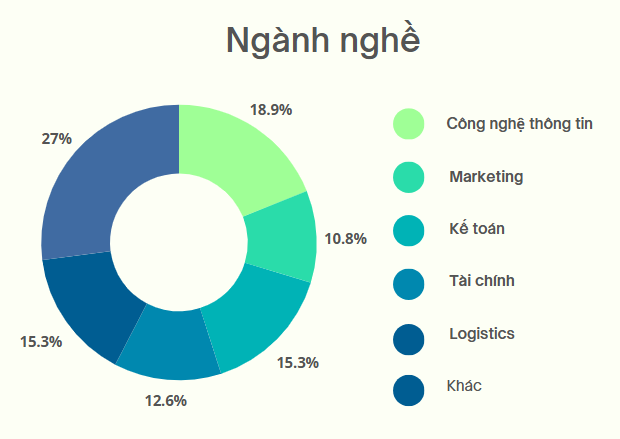 Ngành nghề
18.9%
27%
10.8%
15.3%
15.3%
12.6%
Công nghệ thông tin
Marketing
Kế toán
Tài chính
Logistics
Khác